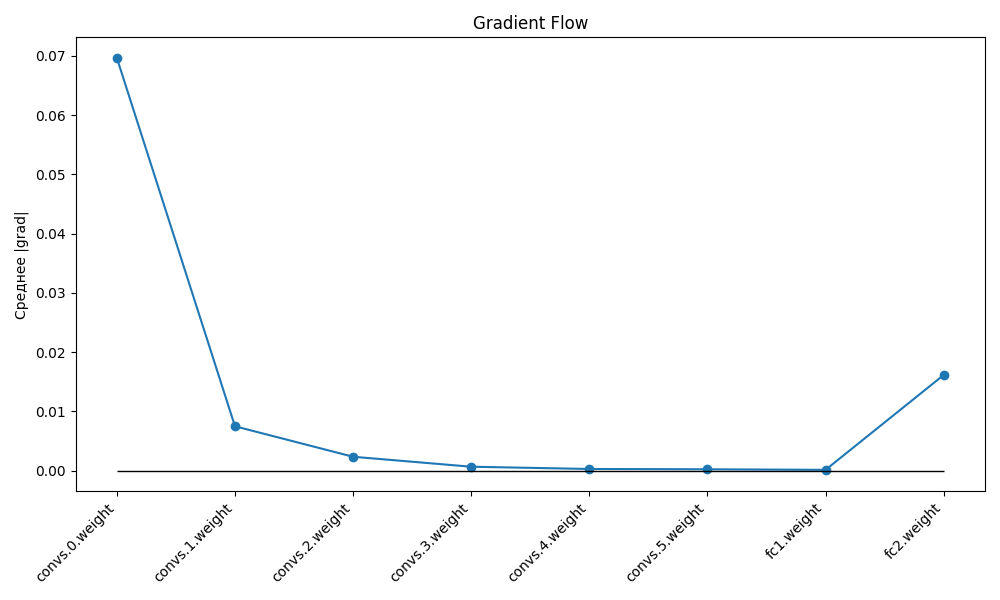 Gradient Flow
Среднее |grad|
0.07
0.06
0.05
0.04
0.03
0.02
0.01
0.00
convs.0.weight
convs.1.weight
convs.2.weight
convs.3.weight
convs.4.weight
convs.5.weight
fc1.weight
fc2.weight